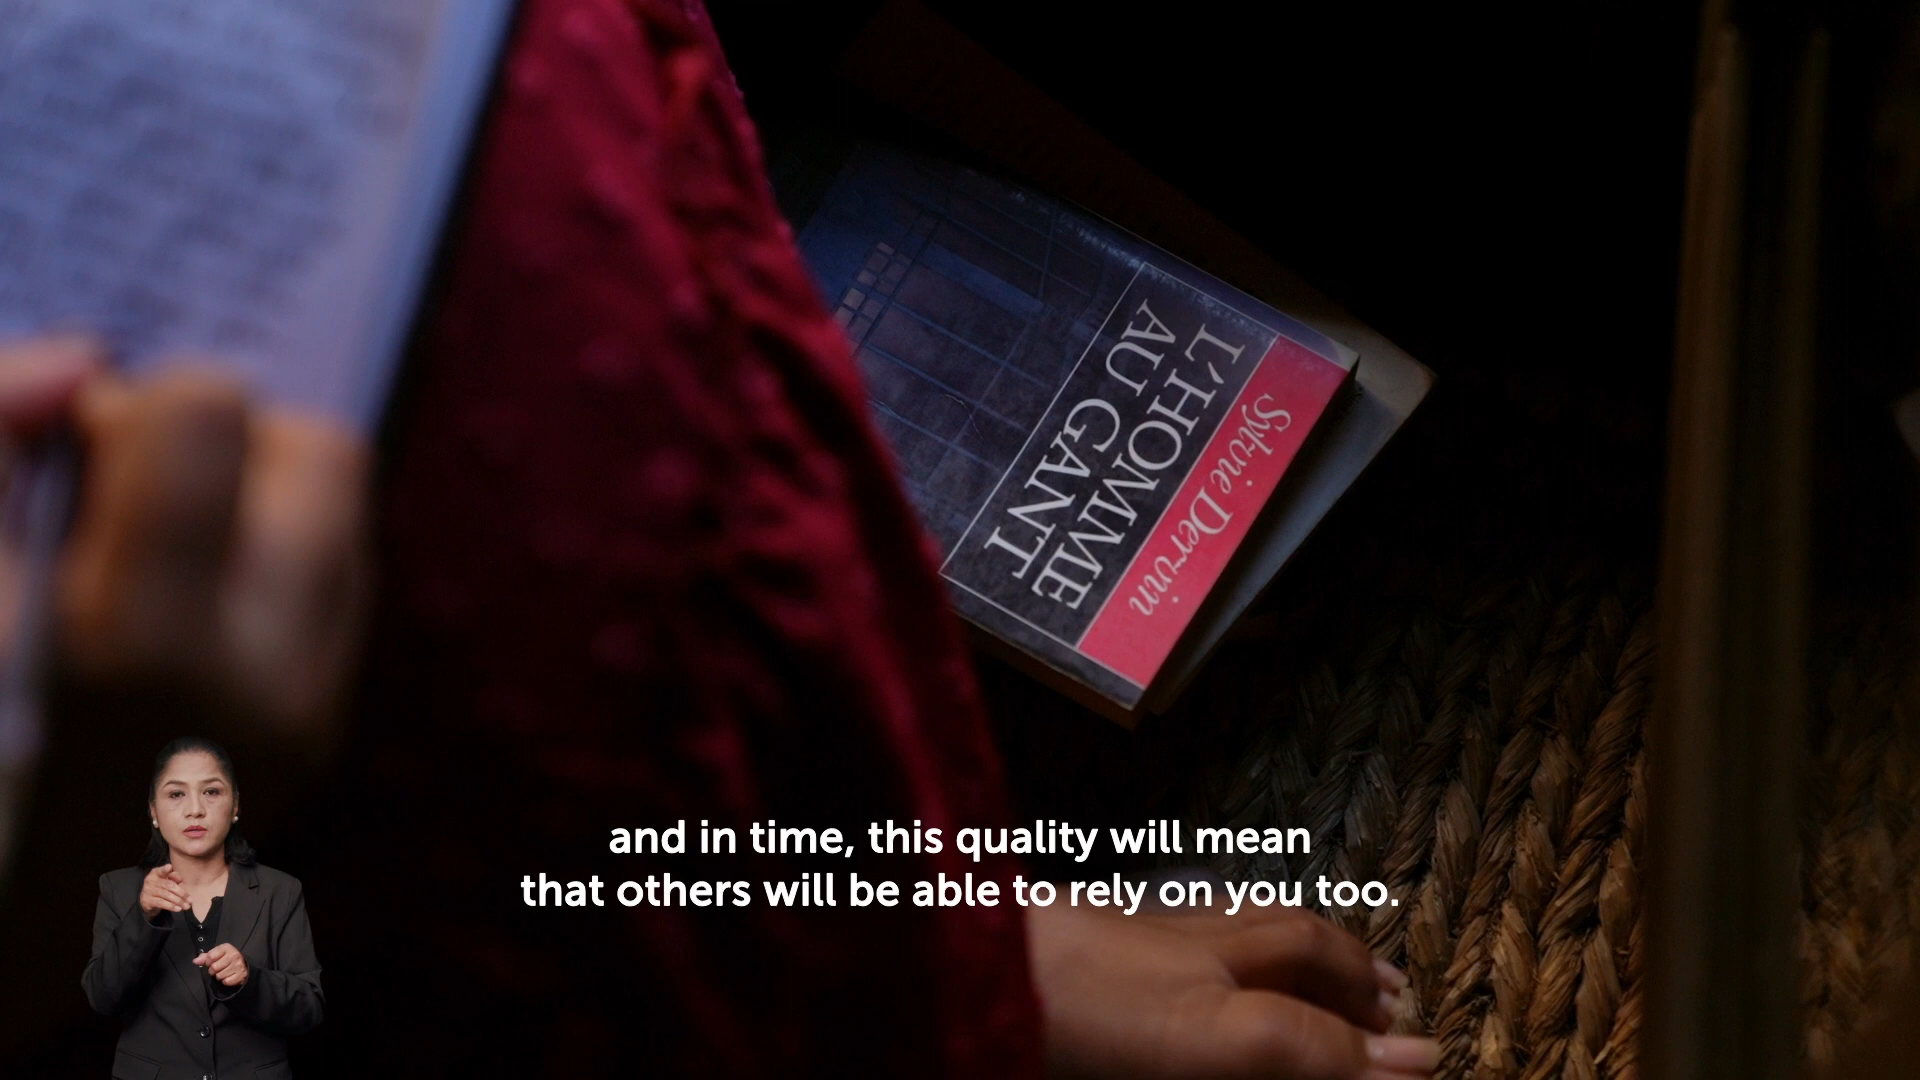 L'HOMME
AU GANT
Sylvie Dervin
and in time, this quality will mean
that others will be able to rely on you too.